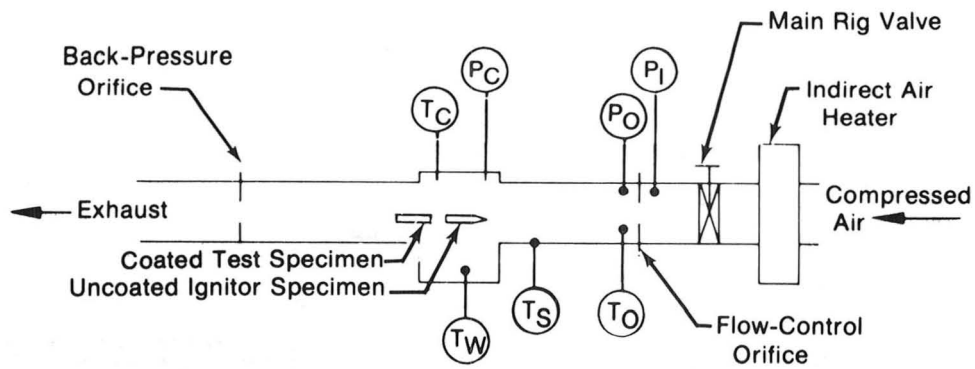 Main Rig Valve
Back-Pressure
Orifice
PC
PI
Indirect Air
Heater
TC
PO
Exhaust
Compressed
Air
Coated Test Specimen
Uncoated Ignitor Specimen
TS
TO
TW
Flow-Control
Orifice